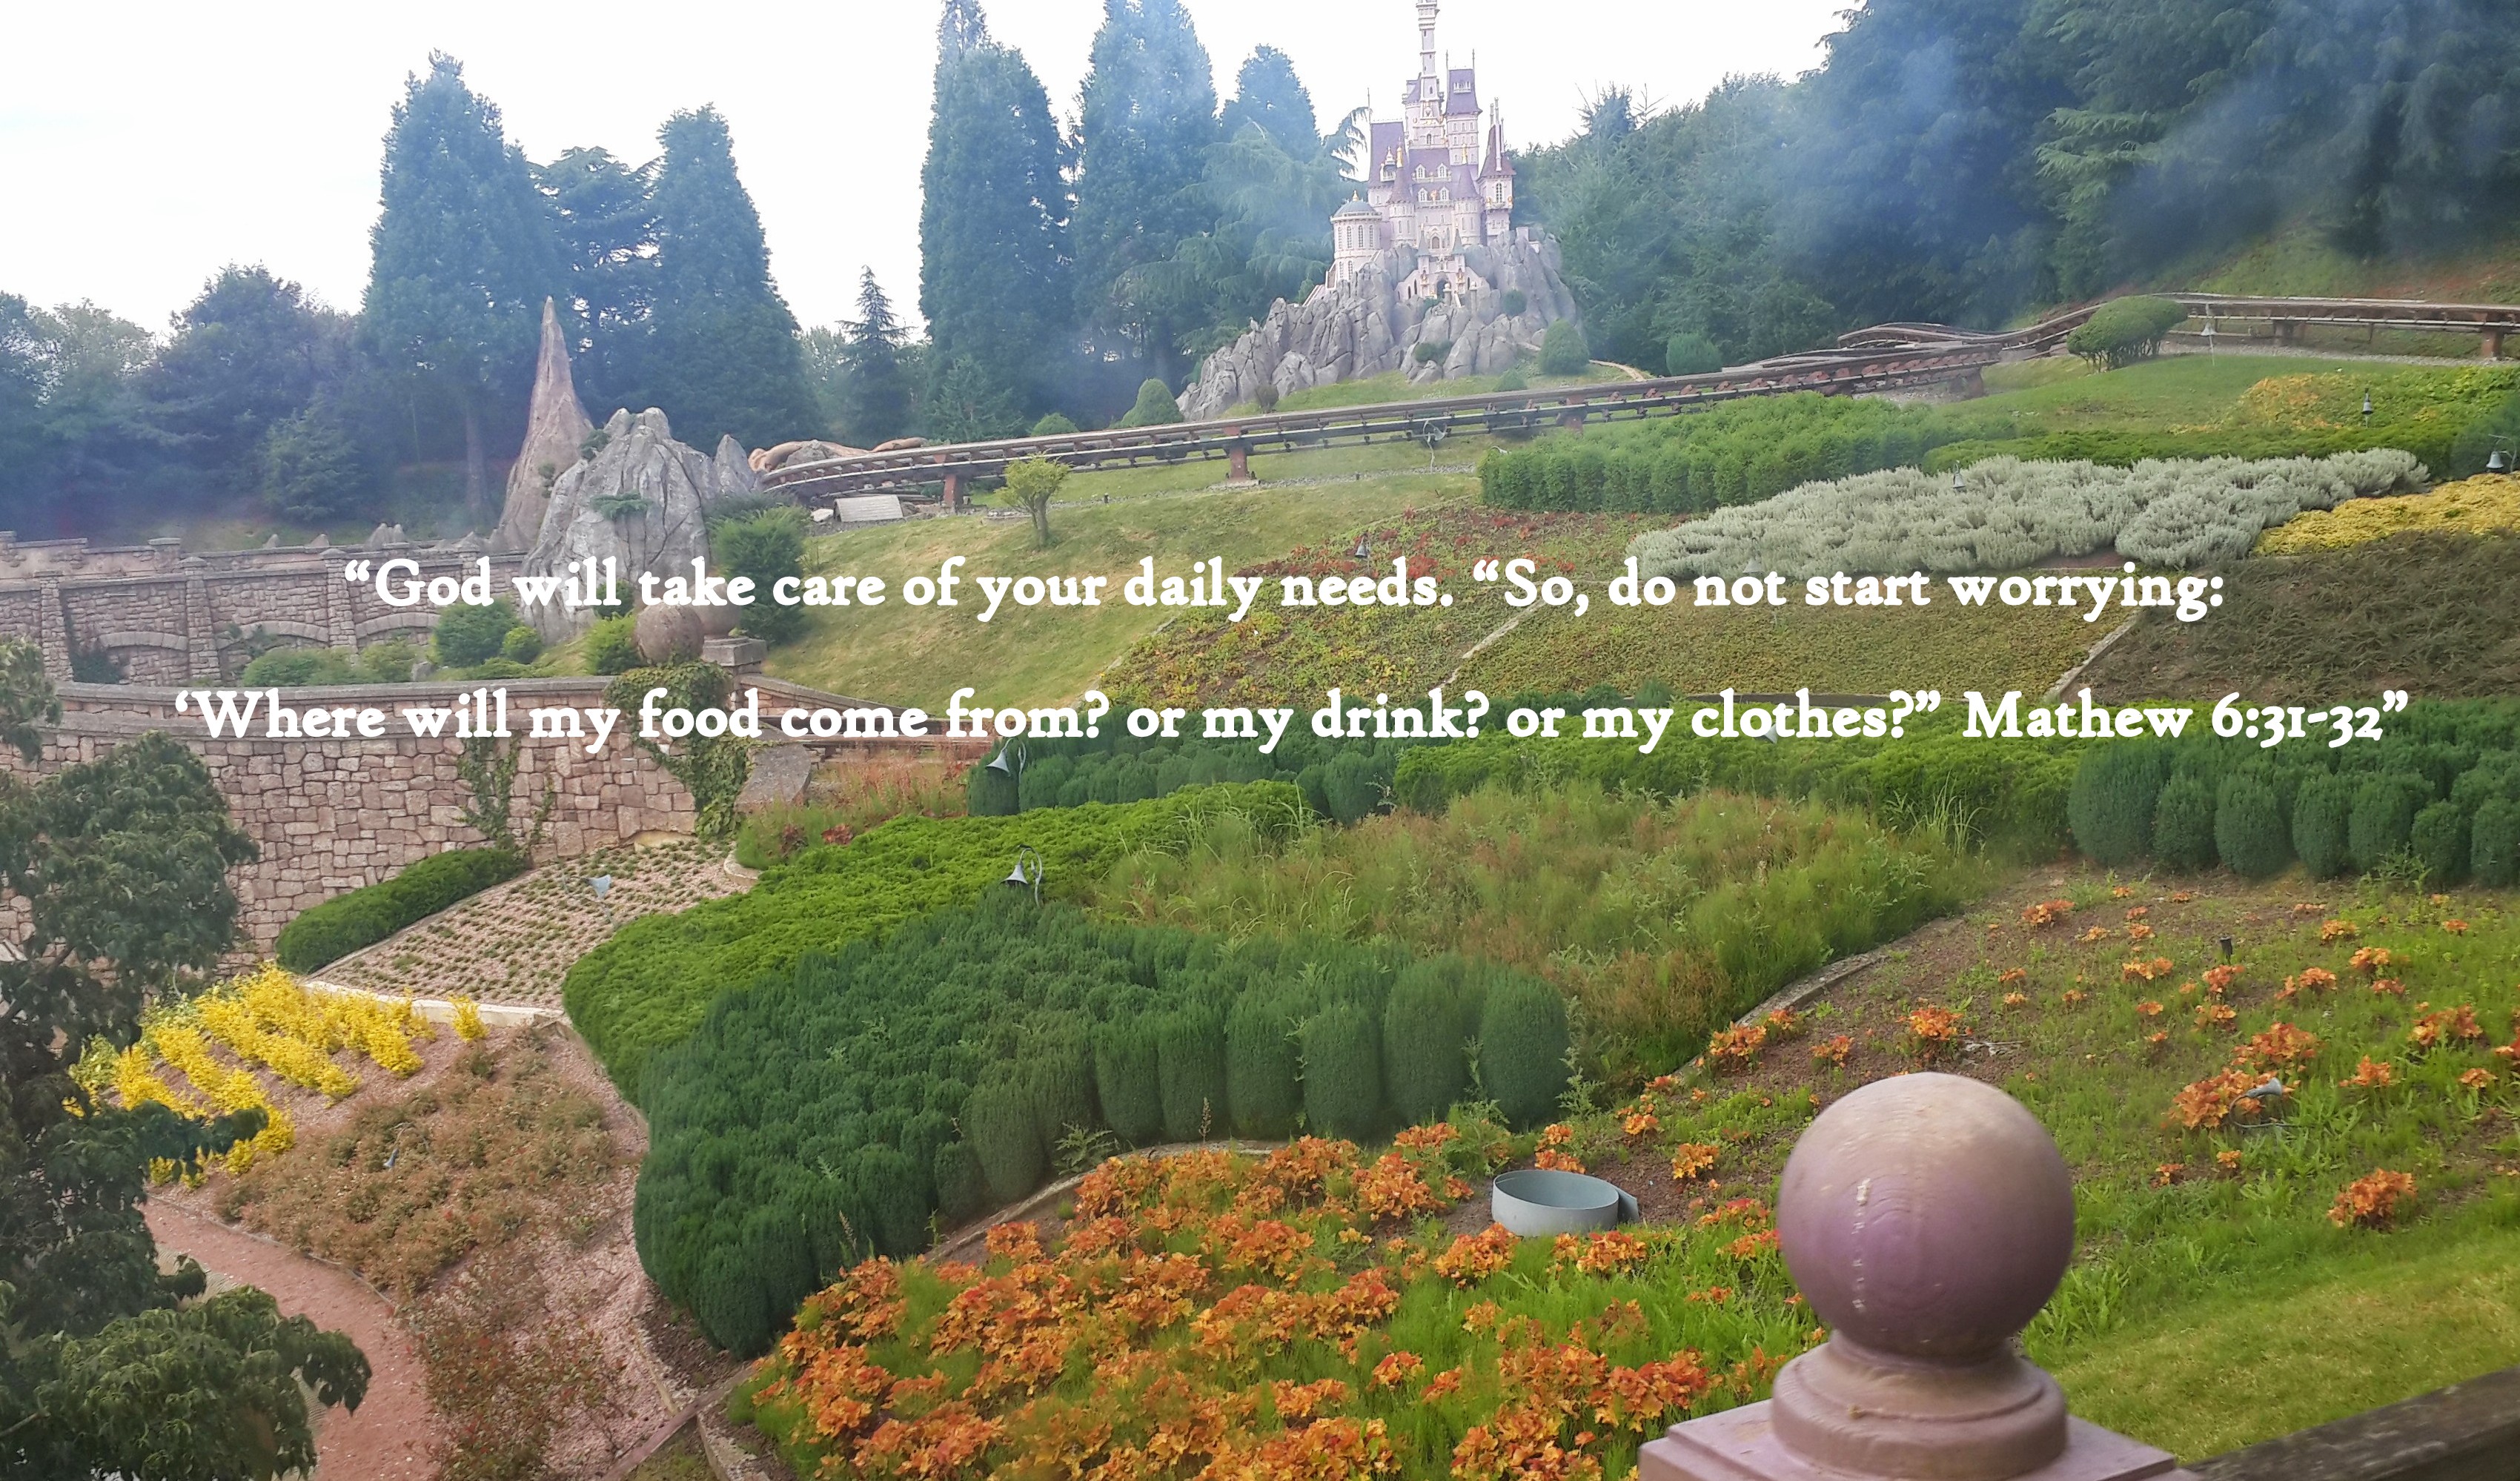 “God will take care of your daily needs. “So, do not start worrying:
‘Where will my food come from? or my drink? or my clothes?” Mathew 6:31-32”